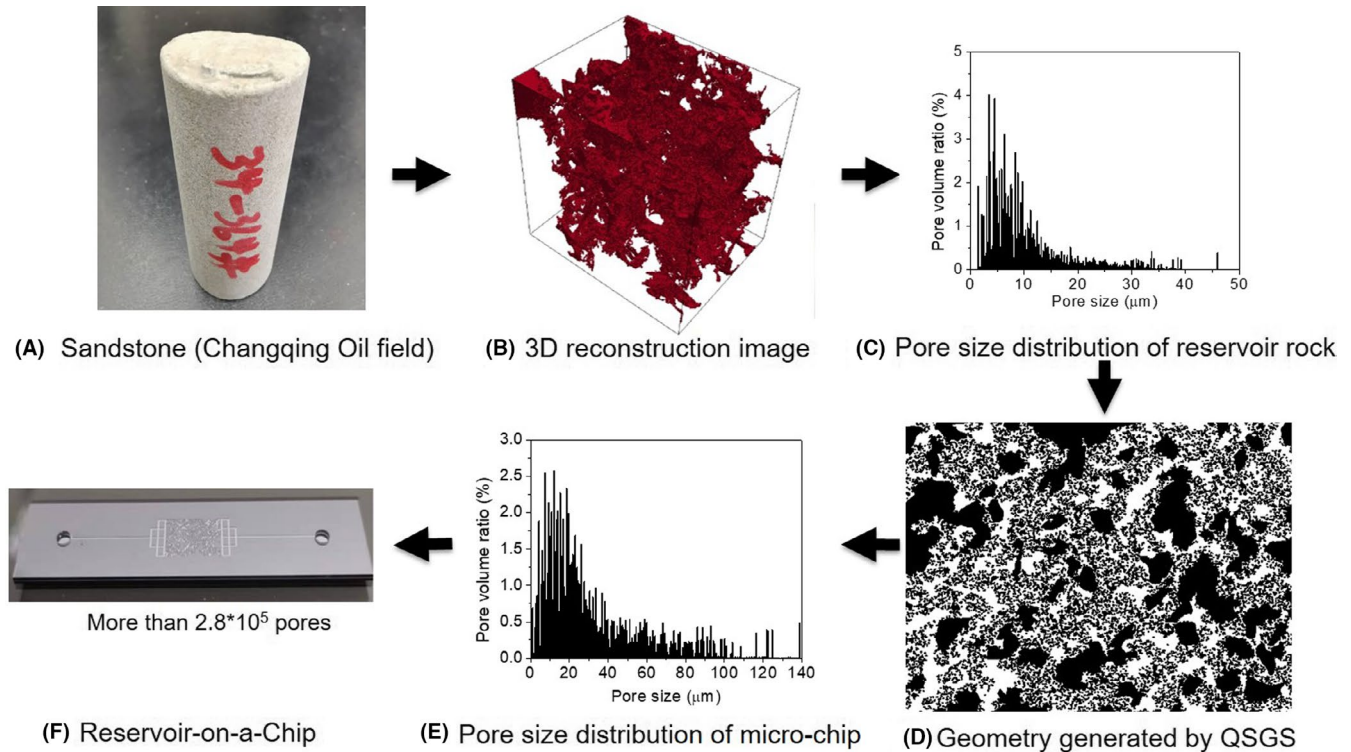 34-3644
(A) Sandstone (Changqing Oil field)
(B) 3D reconstruction image
5
4
3
2
1
0
Pore volume ratio (%)
0 10 20 30 40 50
Pore size (μm)
(C) Pore size distribution of reservoir rock
More than 2.8*10⁵ pores
(F) Reservoir-on-a-Chip
3.0
2.5
2.0
1.5
1.0
0.5
0.0
Pore volume ratio (%)
0 20 40 60 80 100 120 140
Pore size (μm)
(E) Pore size distribution of micro-chip
(D) Geometry generated by QSGS